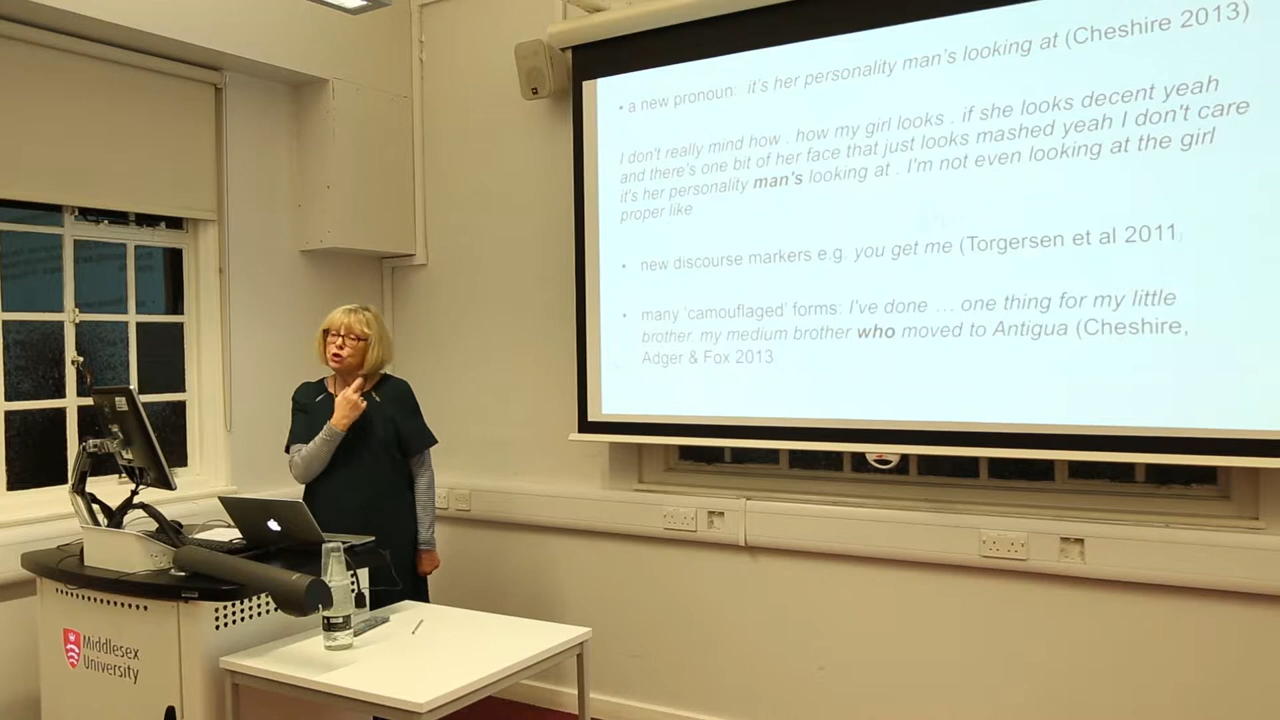 • a new pronoun: it's her personality man's looking at (Cheshire 2013)
I don't really mind how . how my girl looks . if she looks decent yeah
and there's one bit of her face that just looks mashed yeah I don't care
it's her personality man's looking at . I'm not even looking at the girl
proper like
• new discourse markers e.g. you get me (Torgersen et al 2011)
• many 'camouflaged' forms: I've done … one thing for my little
brother. my medium brother who moved to Antigua (Cheshire,
Adger & Fox 2013
Middlesex
University